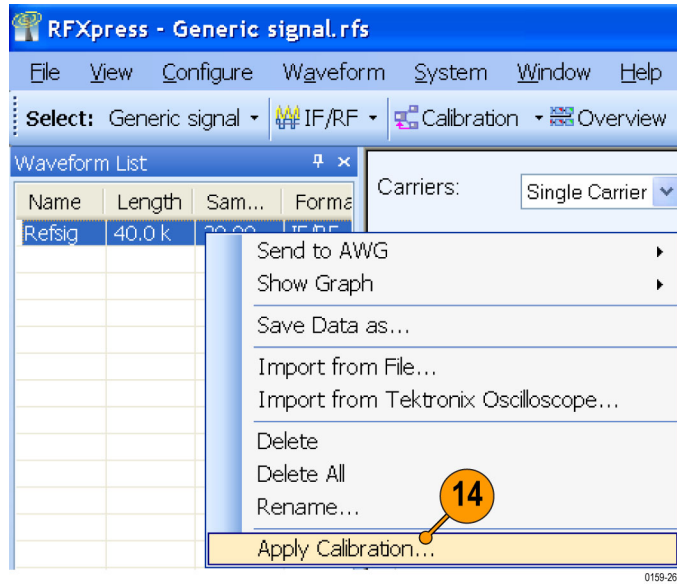 RFXpress - Generic signal.rfs
File View Configure Waveform System Window Help
Select: Generic signal IF/RF Calibration Overview
Waveform List
Name Length Sam... Forma
Carriers: Single Carrier
Refsig 40.0 k
Send to AWG
Show Graph
Save Data as...
Import from File...
Import from Tektronix Oscilloscope...
Delete
Delete All
Rename...
14
Apply Calibration...
0159-26